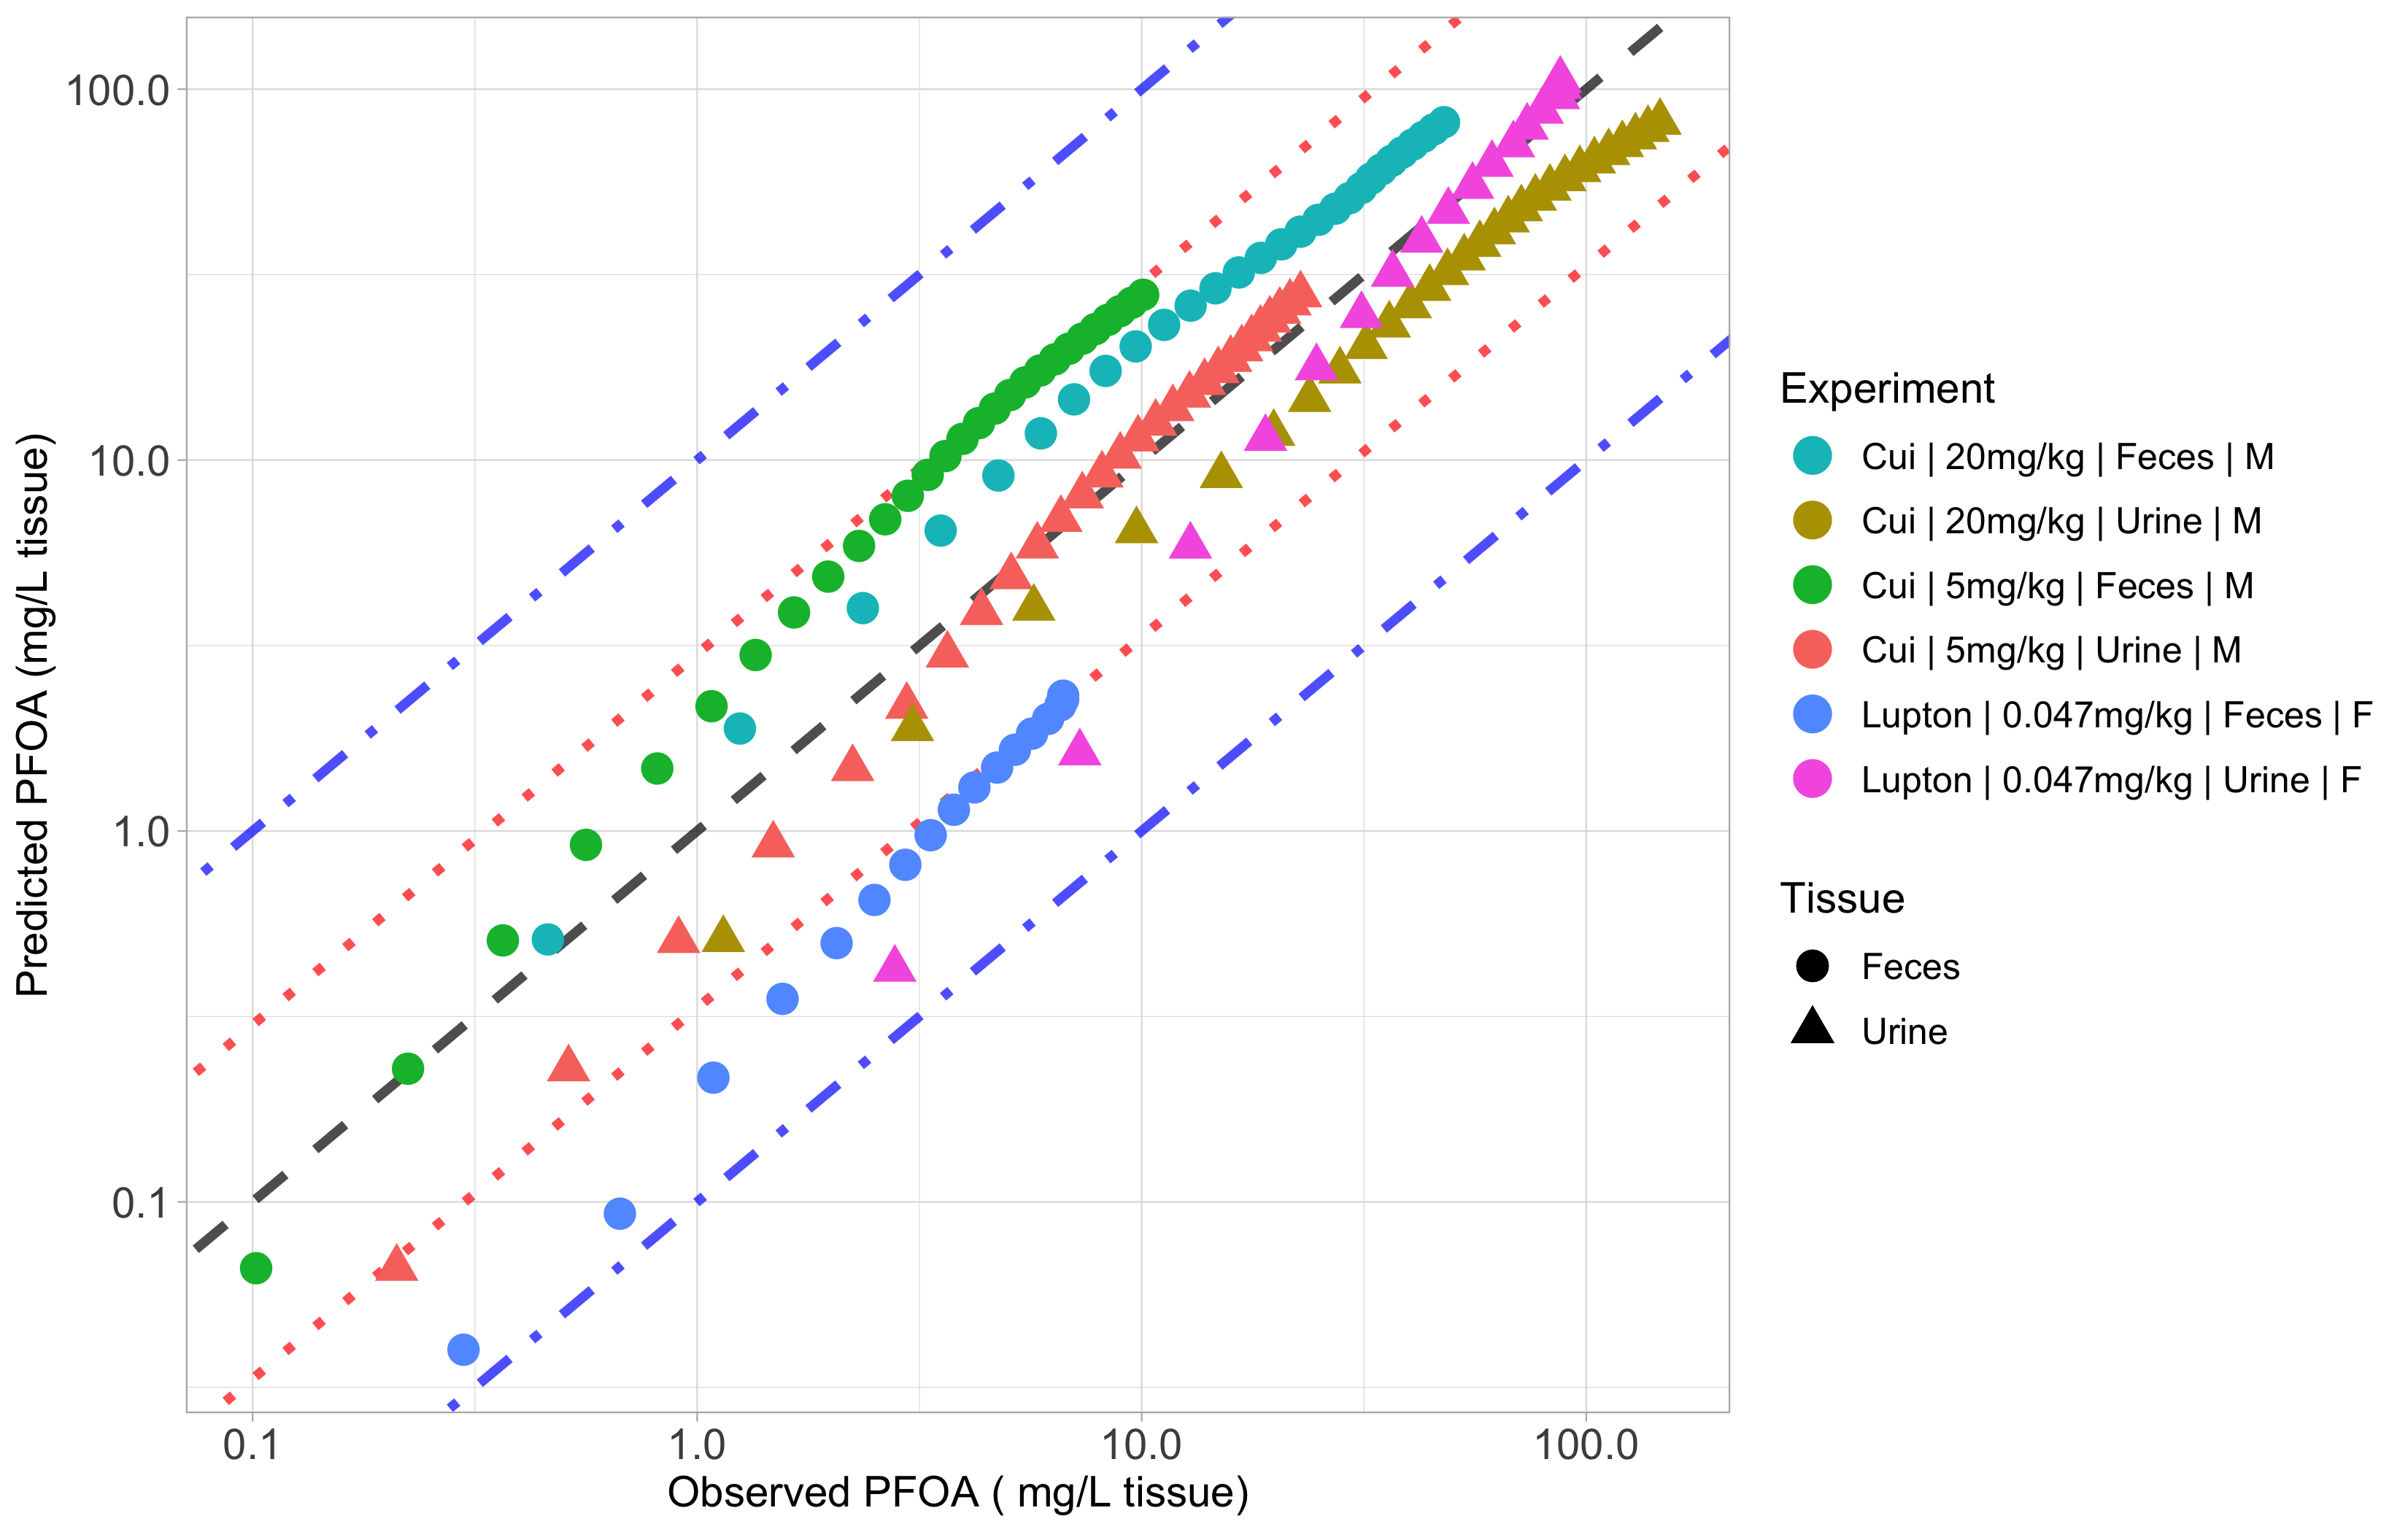 Predicted PFOA (mg/L tissue)
100.0
10.0
1.0
0.1
0.1
1.0
10.0
100.0
Observed PFOA ( mg/L tissue)
Experiment
Cui | 20mg/kg | Feces | M
Cui | 20mg/kg | Urine | M
Cui | 5mg/kg | Feces | M
Cui | 5mg/kg | Urine | M
Lupton | 0.047mg/kg | Feces | F
Lupton | 0.047mg/kg | Urine | F
Tissue
Feces
Urine